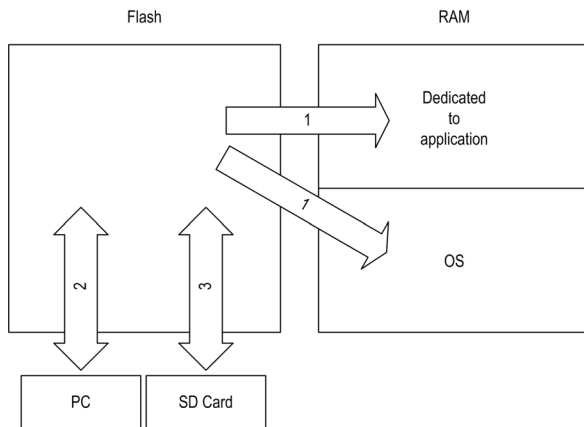 Flash
RAM
Dedicated
to
application
1
1
OS
2
3
PC
SD Card